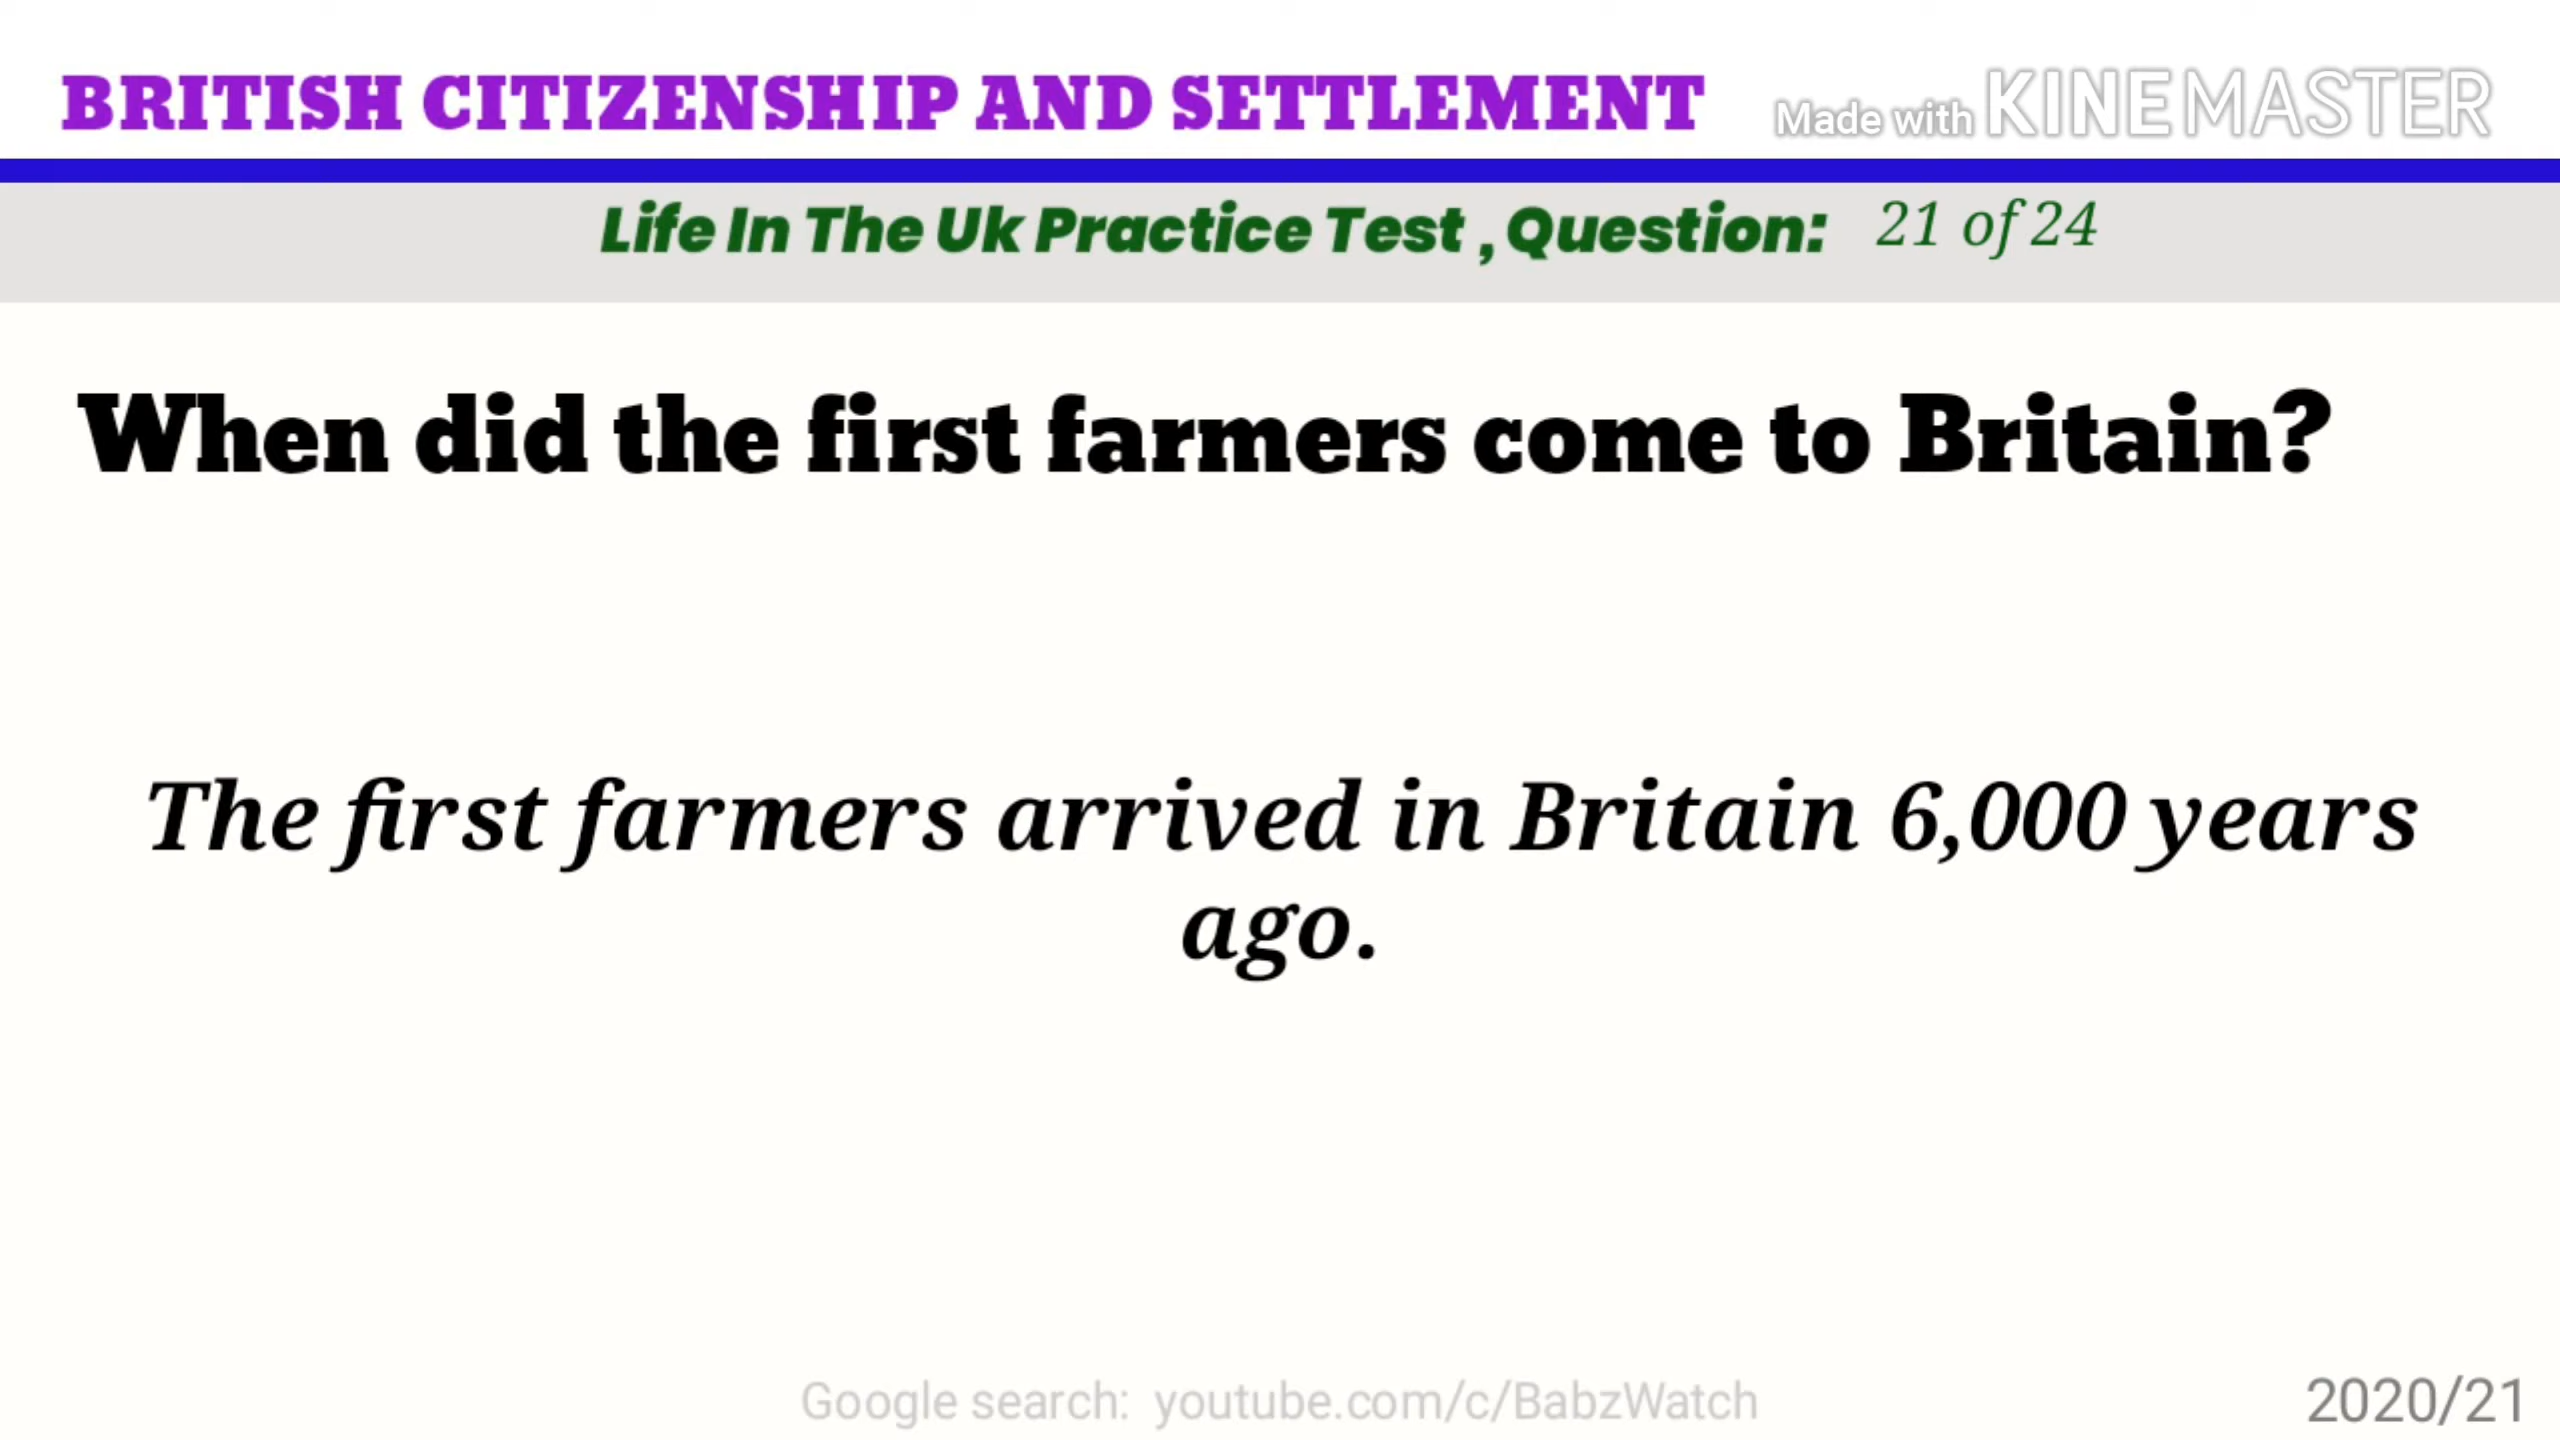 BRITISH CITIZENSHIP AND SETTLEMENT
Made with KINEMASTER
Life In The Uk Practice Test , Question: 21 of 24
When did the first farmers come to Britain?
The first farmers arrived in Britain 6,000 years
ago.
Google search: youtube.com/c/BabzWatch
2020/21